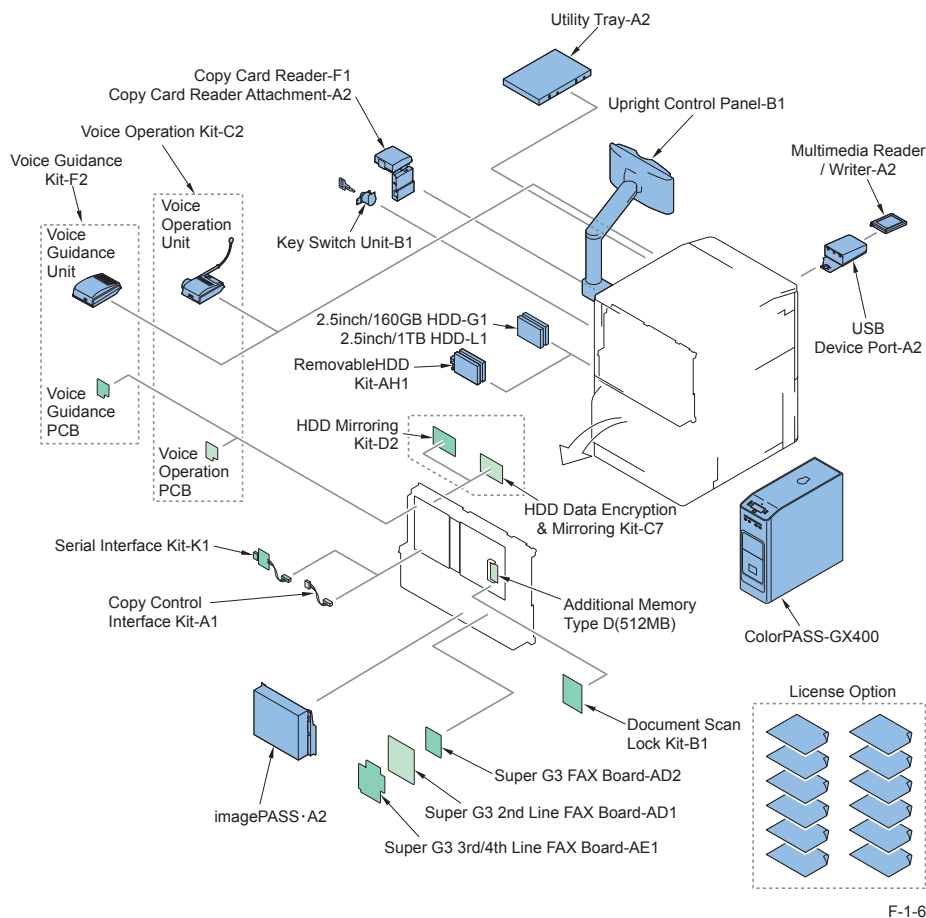 Utility Tray-A2
Copy Card Reader-F1
Copy Card Reader Attachment-A2
Upright Control Panel-B1
Voice Operation Kit-C2
Voice Guidance
Kit-F2
Multimedia Reader
/ Writer-A2
Voice
Operation
Unit
Voice
Guidance
Unit
Key Switch Unit-B1
USB
Device Port-A2
2.5inch/160GB HDD-G1
2.5inch/1TB HDD-L1
RemovableHDD
Kit-AH1
Voice
Guidance
PCB
HDD Mirroring
Kit-D2
Voice
Operation
PCB
HDD Data Encryption
& Mirroring Kit-C7
Serial Interface Kit-K1
Copy Control
Interface Kit-A1
Additional Memory
Type D(512MB)
ColorPASS-GX400
License Option
Document Scan
Lock Kit-B1
Super G3 FAX Board-AD2
imagePASS･A2
Super G3 2nd Line FAX Board-AD1
Super G3 3rd/4th Line FAX Board-AE1
F-1-6